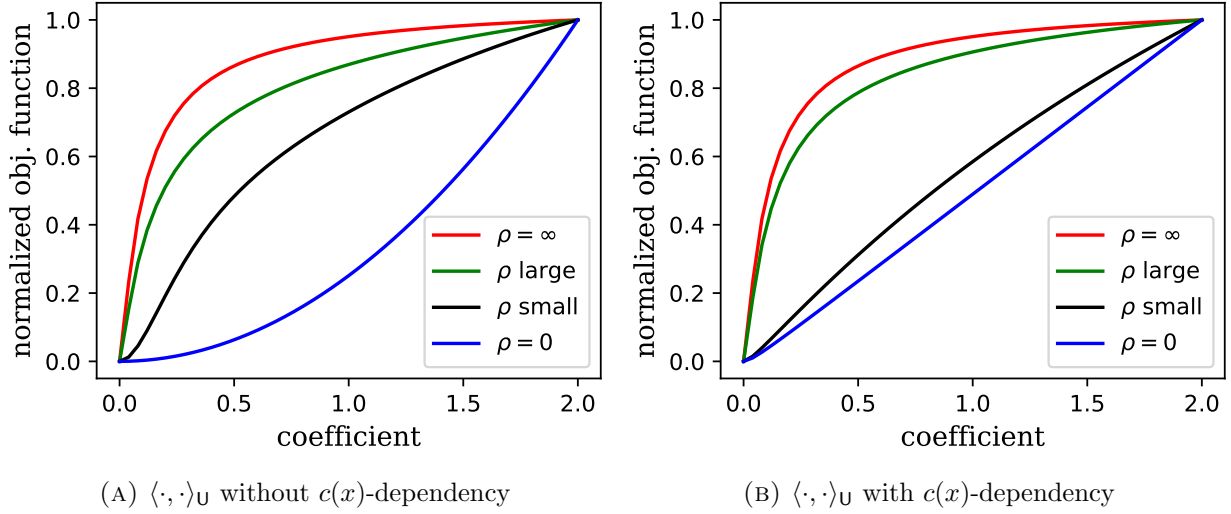 normalized obj. function
1.0
0.8
0.6
0.4
0.2
0.0
0.0 0.5 1.0 1.5 2.0
coefficient
ρ = ∞
ρ large
ρ small
ρ = 0
(A) ⟨·, ·⟩U without c(x)-dependency
normalized obj. function
1.0
0.8
0.6
0.4
0.2
0.0
0.0 0.5 1.0 1.5 2.0
coefficient
ρ = ∞
ρ large
ρ small
ρ = 0
(B) ⟨·, ·⟩U with c(x)-dependency